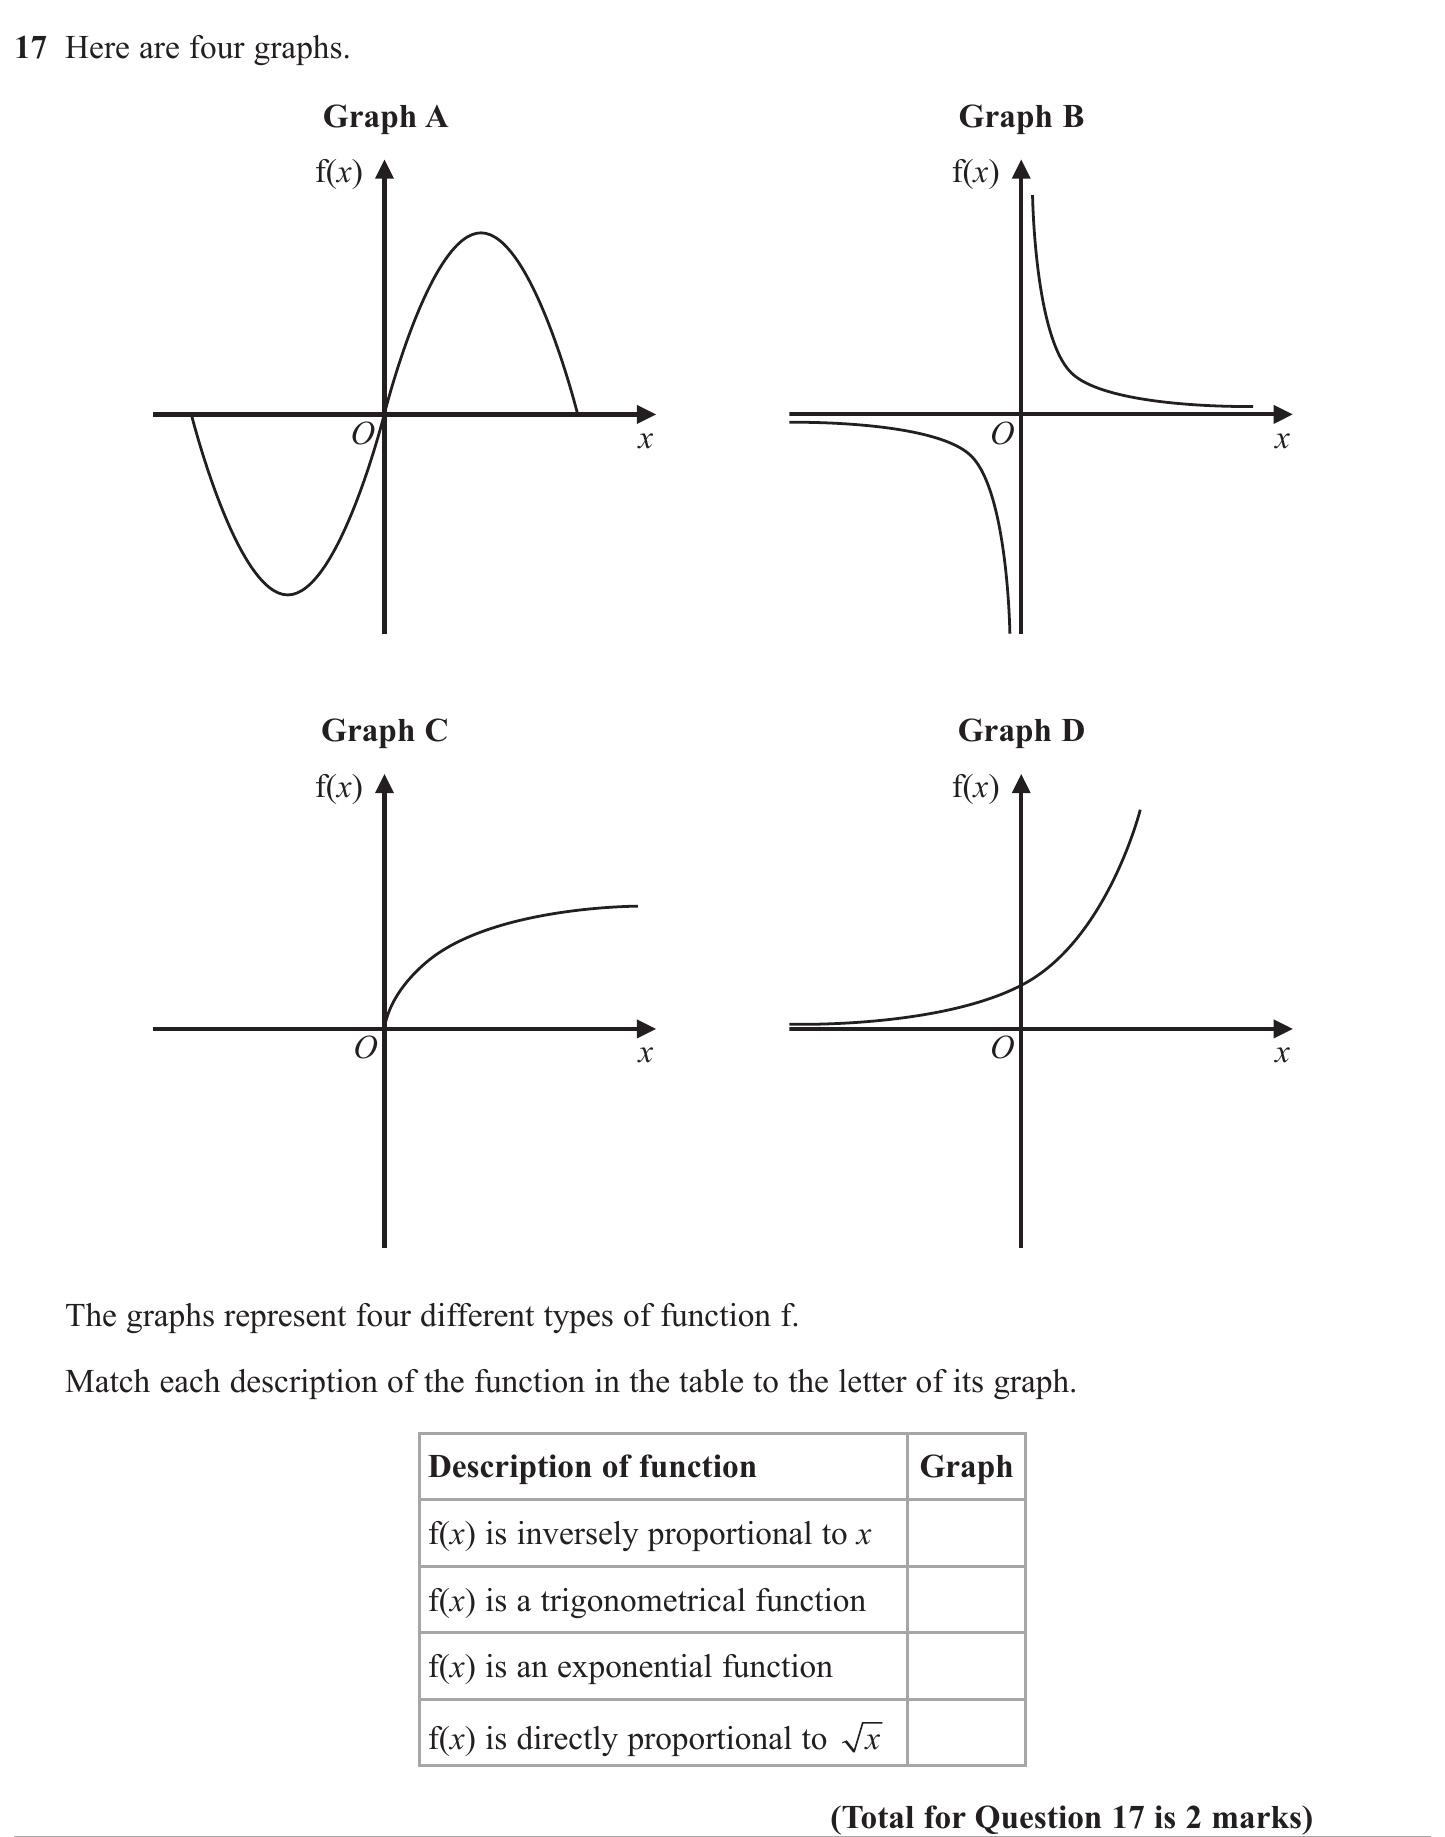 17 Here are four graphs.
Graph A
f(x)
O
x
Graph B
f(x)
O
x
Graph C
f(x)
O
x
Graph D
f(x)
O
x
The graphs represent four different types of function f.
Match each description of the function in the table to the letter of its graph.
Description of function Graph
f(x) is inversely proportional to x
f(x) is a trigonometrical function
f(x) is an exponential function
f(x) is directly proportional to √x
(Total for Question 17 is 2 marks)